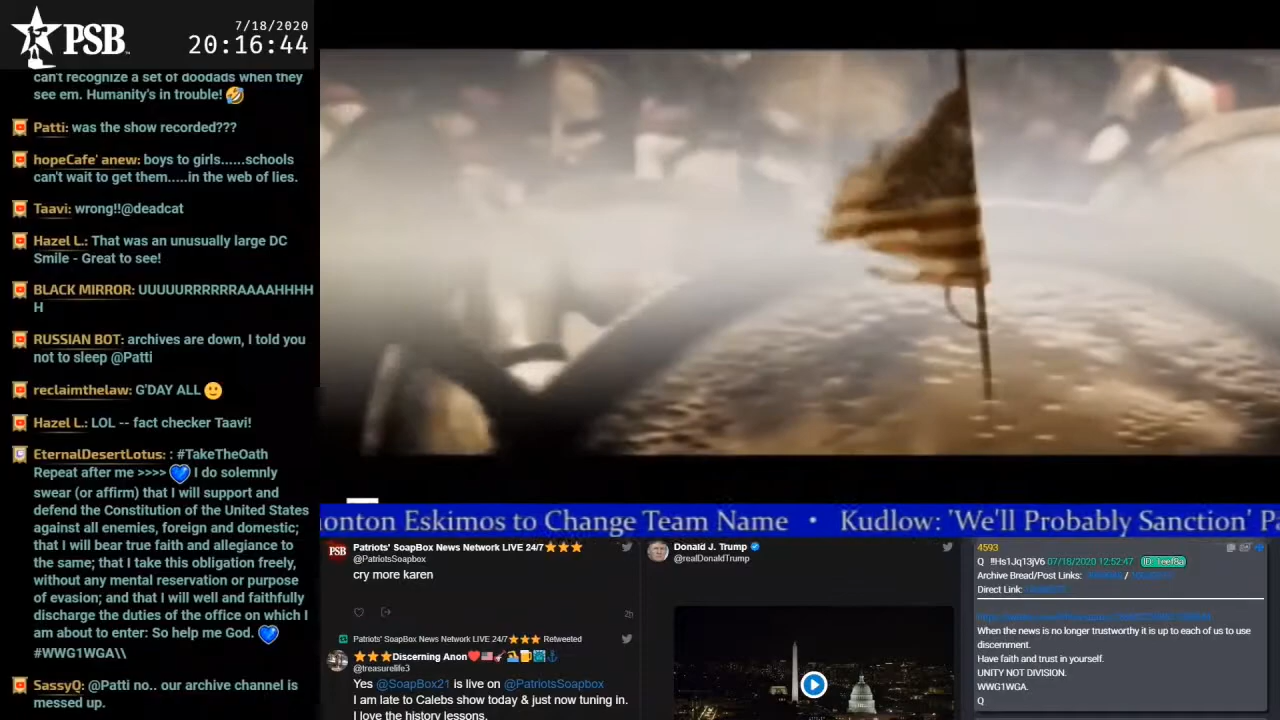 PSB
7/18/2020
20:16:44
can't recognize a set of doodads when they
see em. Humanity's in trouble! 🤣
Patti: was the show recorded???
hopeCafe' anew: boys to girls......schools
can't wait to get them.....in the web of lies.
Taavi: wrong!!@deadcat
Hazel L.: That was an unusually large DC
Smile - Great to see!
BLACK MIRROR: UUUUURRRRRRAAAAHHHH
H
RUSSIAN BOT: archives are down, I told you
not to sleep @Patti
reclaimthelaw: G'DAY ALL 🙂
Hazel L.: LOL -- fact checker Taavi!
EternalDesertLotus: : #TakeTheOath
Repeat after me >>>> 💙 I do solemnly
swear (or affirm) that I will support and
defend the Constitution of the United States
against all enemies, foreign and domestic;
that I will bear true faith and allegiance to
the same; that I take this obligation freely,
without any mental reservation or purpose
of evasion; and that I will well and faithfully
discharge the duties of the office on which I
am about to enter: So help me God. 💙
#WWG1WGA\\
SassyQ: @Patti no.. our archive channel is
messed up.
onton Eskimos to Change Team Name • Kudlow: 'We'll Probably Sanction' P
PSB
Patriots' SoapBox News Network LIVE 24/7⭐⭐⭐
@PatriotsSoapbox
cry more karen
2h
Patriots' SoapBox News Network LIVE 24/7⭐⭐⭐ Retweeted
⭐⭐⭐Discerning Anon❤️🇺🇸🎸🏊🍺♒⚓
@treasurelife3
Yes @SoapBox21 is live on @PatriotsSoapbox
I am late to Calebs show today & just now tuning in.
I love the history lessons.
Donald J. Trump
@realDonaldTrump
4593
Q !!Hs1Jq13jV6 07/18/2020 12:52:47 ID: 1eef8a
Archive Bread/Post Links: /
Direct Link:
When the news is no longer trustworthy it is up to each of us to use
discernment.
Have faith and trust in yourself.
UNITY NOT DIVISION.
WWG1WGA.
Q